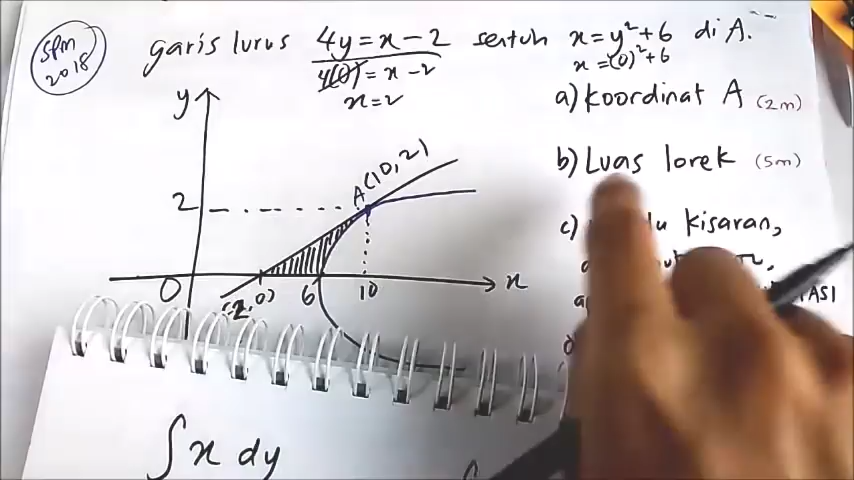 SPM 2018
garis lurus 4y = x - 2 sentuh x = y² + 6 di A.
4(0) = x - 2
x = 2
x = (0)² + 6
a) Koordinat A (2m)
b) Luas lorek (5m)
c) kisaran,
y
A(10, 2)
2
0
(2, 0)
6
10
x
∫ x dy